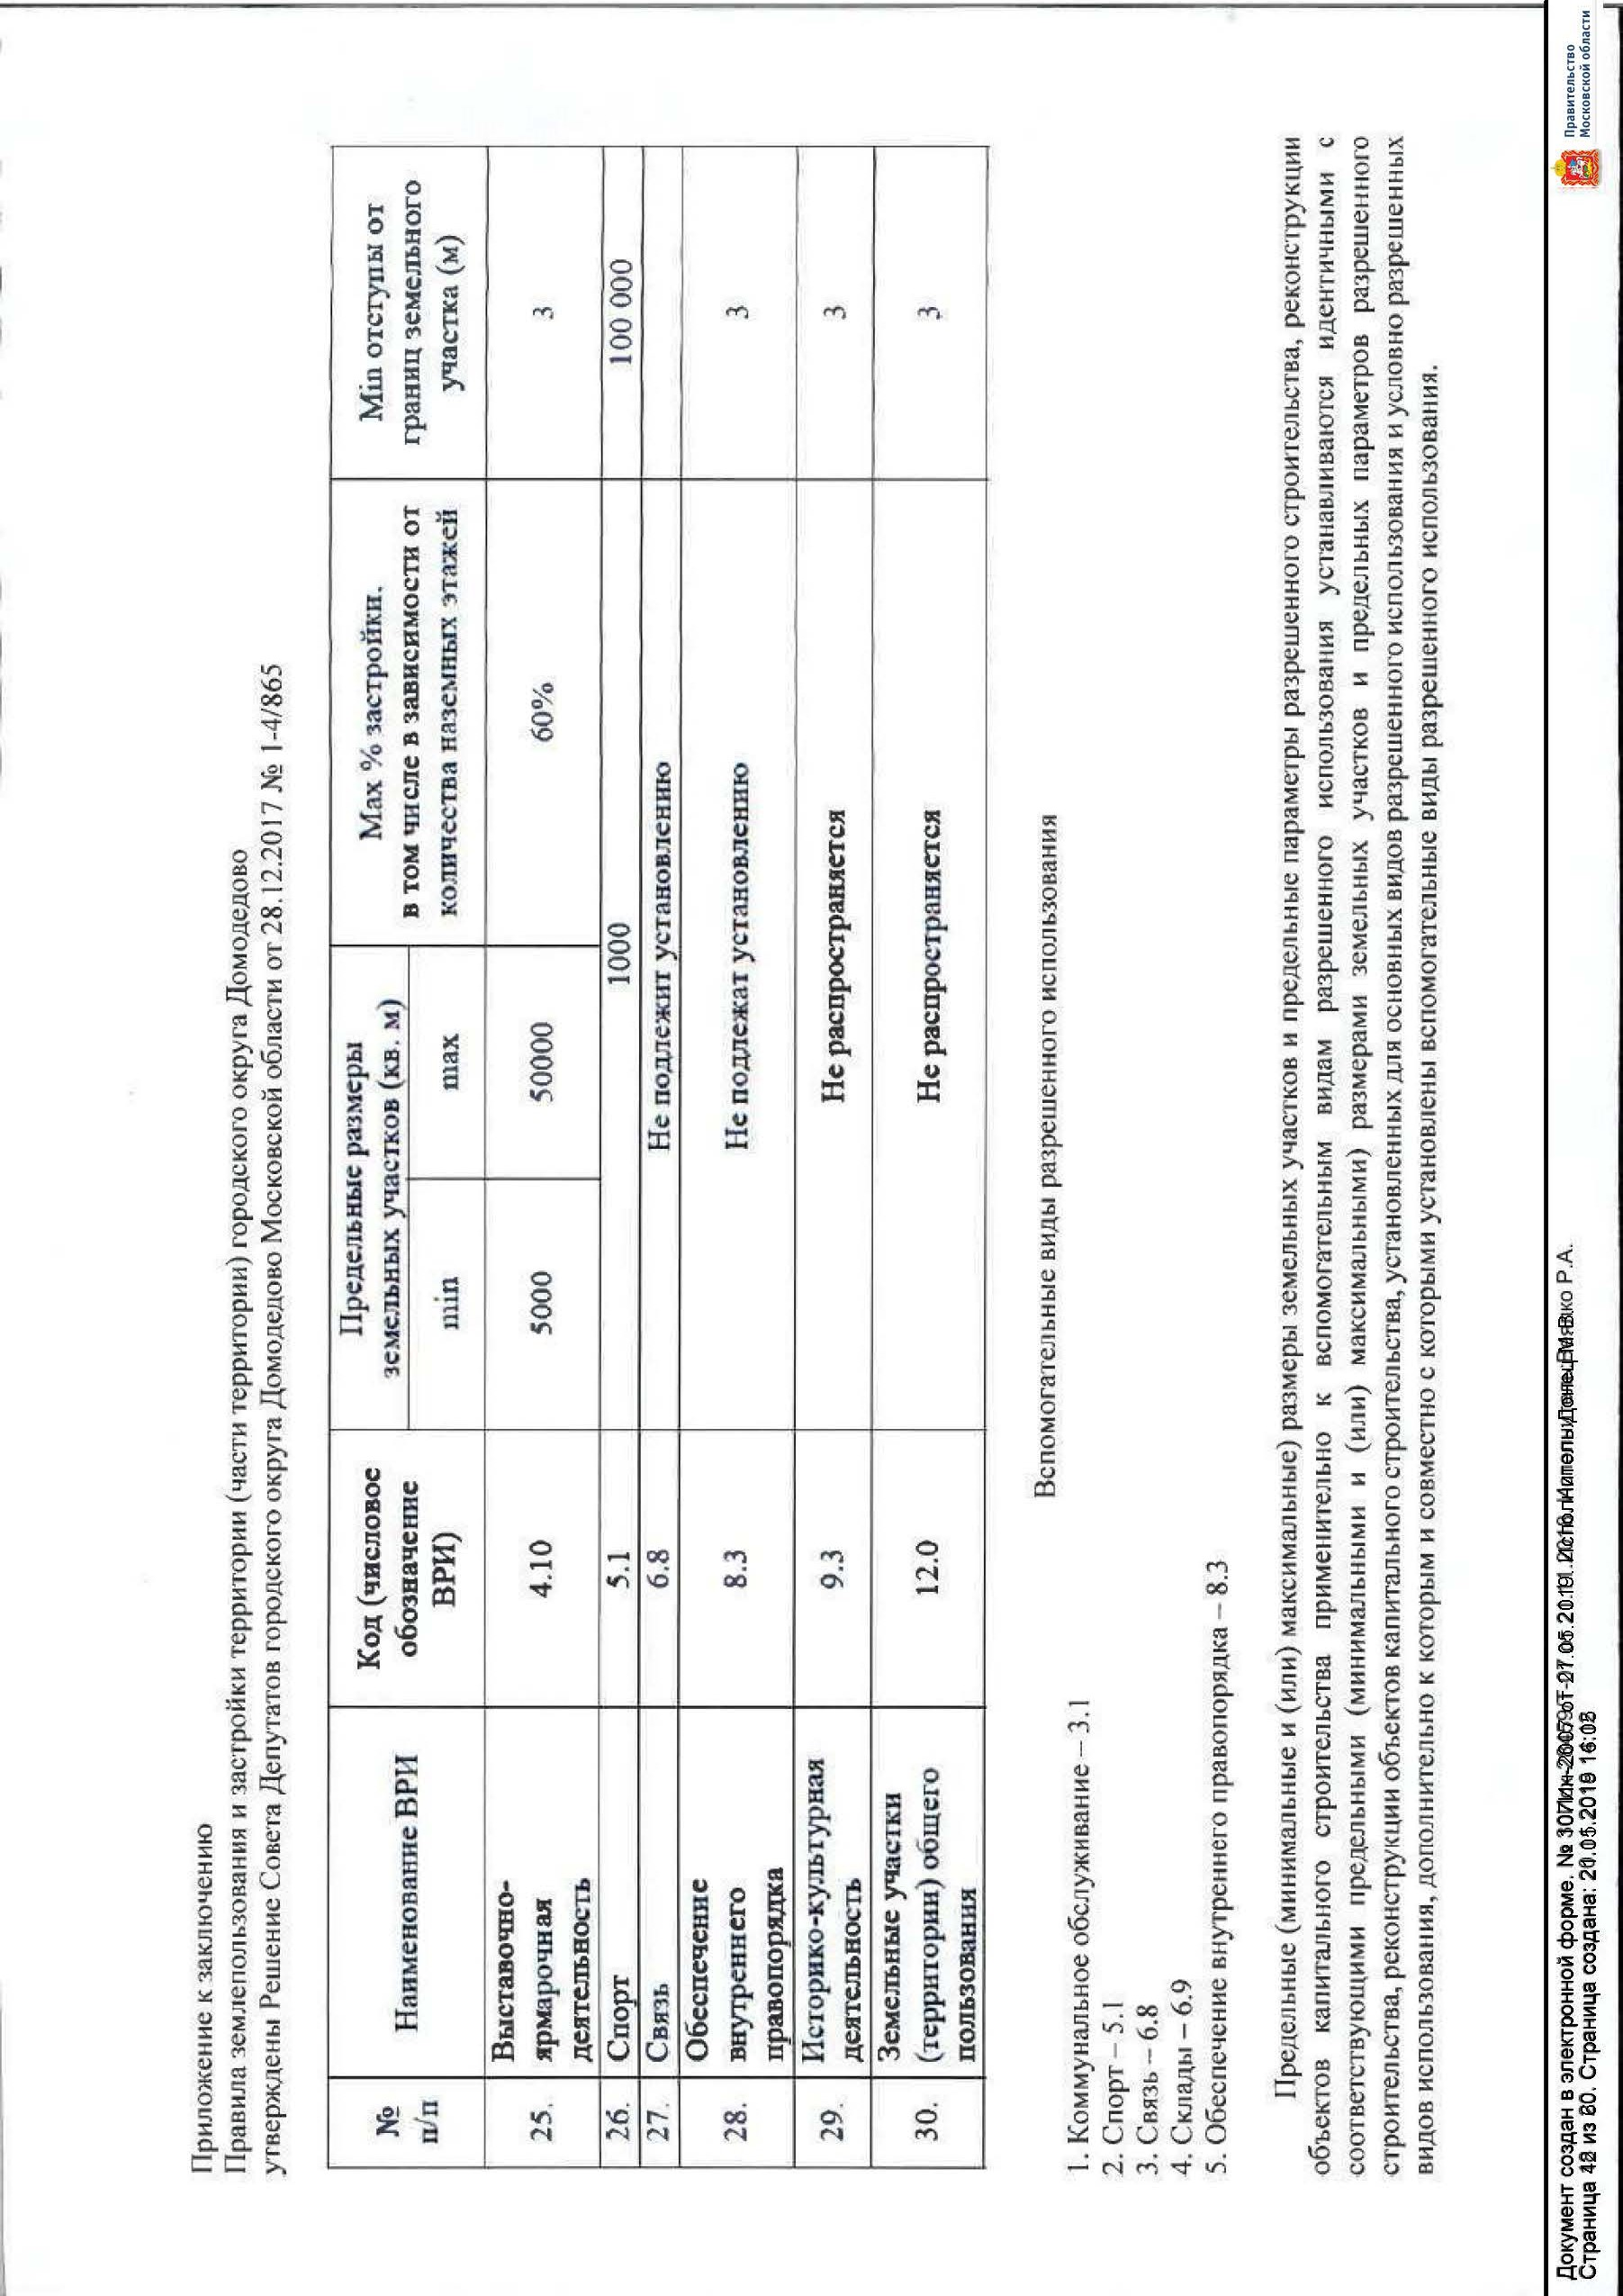 Приложение к заключению
Правила землепользования и застройки территории (части территории) городского округа Домодедово
утверждены Решение Совета Депутатов городского округа Домодедово Московской области от 28.12.2017 № 1-4/865
№ п/п
Наименование ВРИ
Код (числовое
обозначение
ВРИ)
Предельные размеры
земельных участков (кв. м)
min
max
Max % застройки.
в том числе в зависимости от
количества наземных этажей
Min отступы от
границ земельного
участка (м)
25.
Выставочно-
ярмарочная
деятельность
4.10
5000
50000
60%
3
26.
Спорт
5.1
1000
100 000
27.
Связь
6.8
Не подлежит установлению
28.
Обеспечение
внутреннего
правопорядка
8.3
Не подлежат установлению
3
29.
Историко-культурная
деятельность
9.3
Не распространяется
3
30.
Земельные участки
(территории) общего
пользования
12.0
Не распространяется
3
Вспомогательные виды разрешенного использования
1. Коммунальное обслуживание – 3.1
2. Спорт – 5.1
3. Связь – 6.8
4. Склады – 6.9
5. Обеспечение внутреннего правопорядка – 8.3
Предельные (минимальные и (или) максимальные) размеры земельных участков и предельные параметры разрешенного строительства, реконструкции
объектов капитального строительства применительно к вспомогательным видам разрешенного использования устанавливаются идентичными с
соответствующими предельными (минимальными и (или) максимальными) размерами земельных участков и предельных параметров разрешенного
строительства, реконструкции объектов капитального строительства, установленных для основных видов разрешенного использования и условно разрешенных
видов использования, дополнительно к которым и совместно с которыми установлены вспомогательные виды разрешенного использования.
Документ создан в электронной форме. №
Страница из Страница создана:
Правительство
Московской области